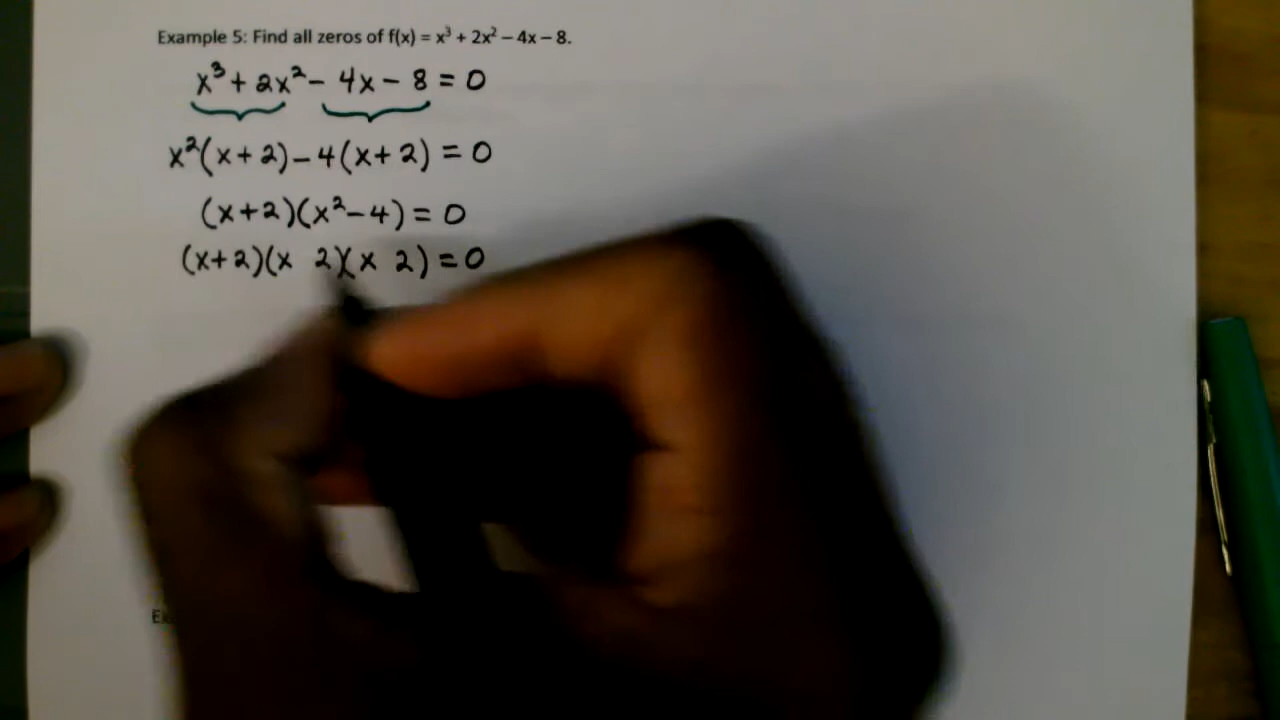 Example 5: Find all zeros of f(x) = x³ + 2x² – 4x – 8.
x³ + 2x² – 4x – 8 = 0
x²(x + 2) – 4(x + 2) = 0
(x+2)(x² – 4) = 0
(x+2)(x 2)(x 2) = 0